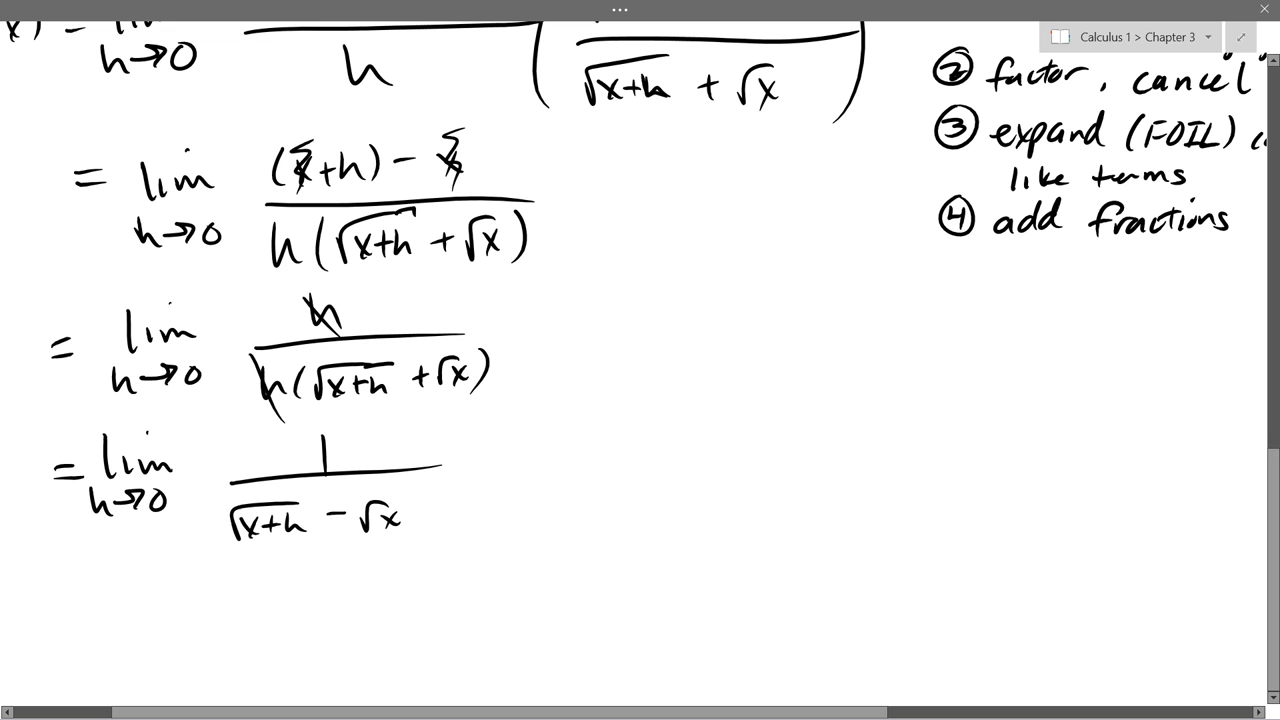 ...
Calculus 1 > Chapter 3
x) = lim
h→0 h ( √x+h + √x )
= lim (x+h) - x
h→0 h(√x+h + √x)
= lim h
h→0 h(√x+h + √x)
= lim 1
h→0 √x+h - √x
② factor, "cancel"
③ expand (FOIL)
like terms
④ add fractions